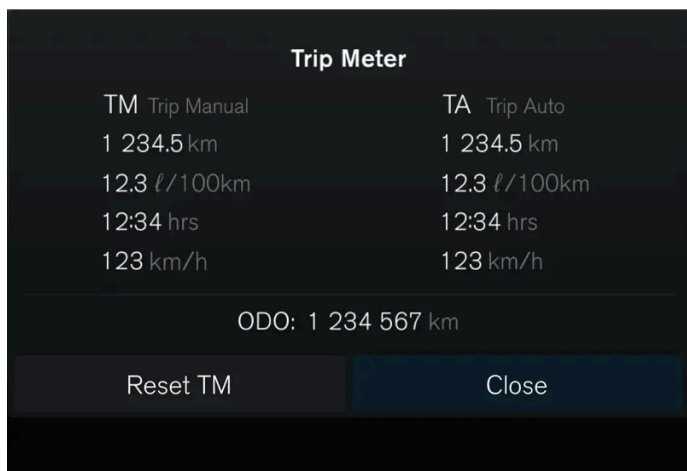 Trip Meter
TM Trip Manual
1 234.5 km
12.3 ℓ/100km
12:34 hrs
123 km/h
TA Trip Auto
1 234.5 km
12.3 ℓ/100km
12:34 hrs
123 km/h
ODO: 1 234 567 km
Reset TM
Close